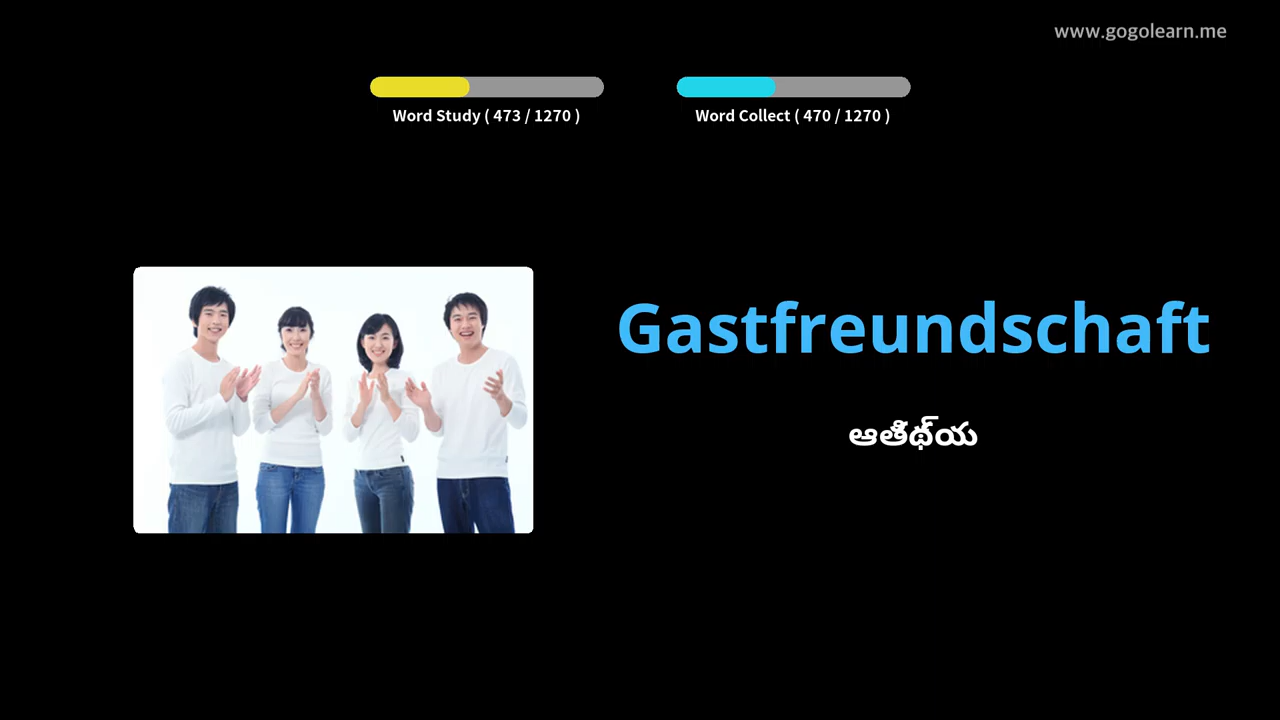 www.gogolearn.me
Word Study ( 473 / 1270 )
Word Collect ( 470 / 1270 )
Gastfreundschaft
ఆతిథ్య